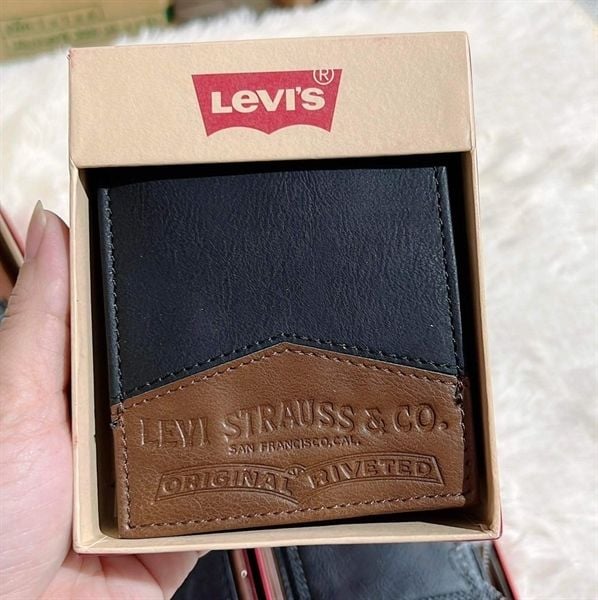 LEVI'S®
LEVI STRAUSS & CO.
SAN FRANCISCO, CAL.
ORIGINAL RIVETED